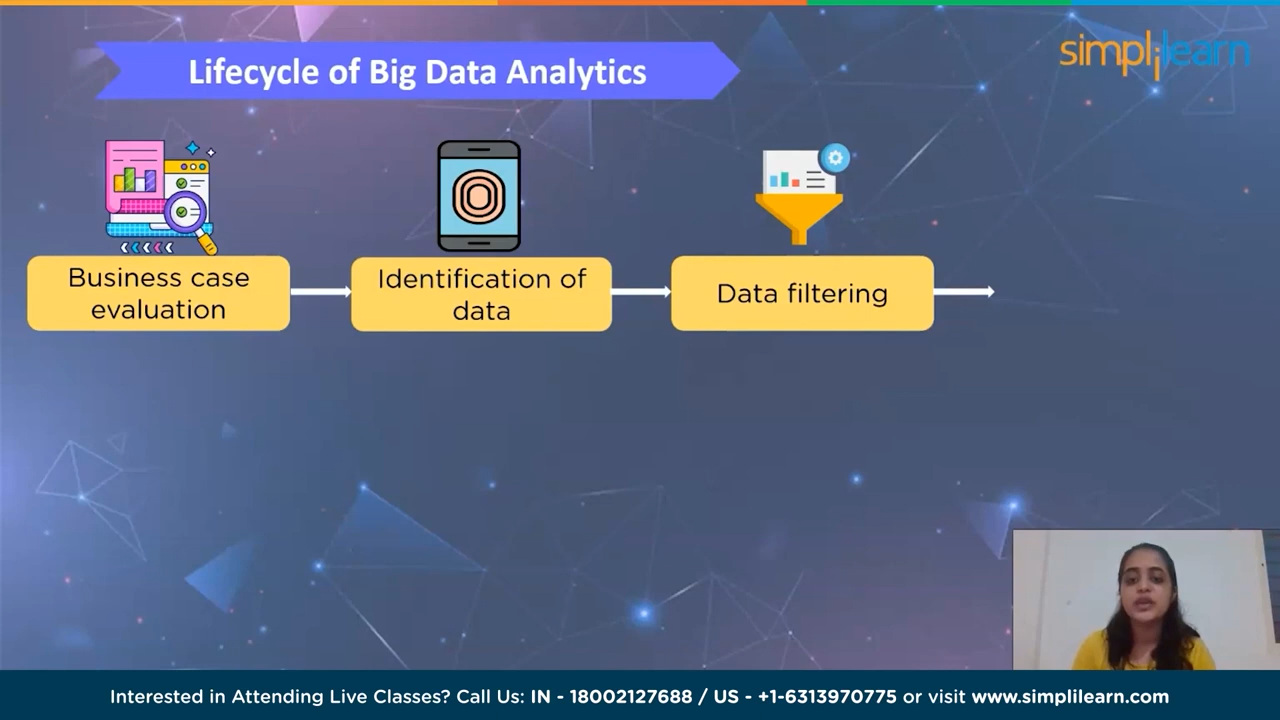 simplilearn
Lifecycle of Big Data Analytics
Business case
evaluation
Identification of
data
Data filtering
Interested in Attending Live Classes? Call Us: IN - 18002127688 / US - +1-6313970775 or visit www.simplilearn.com